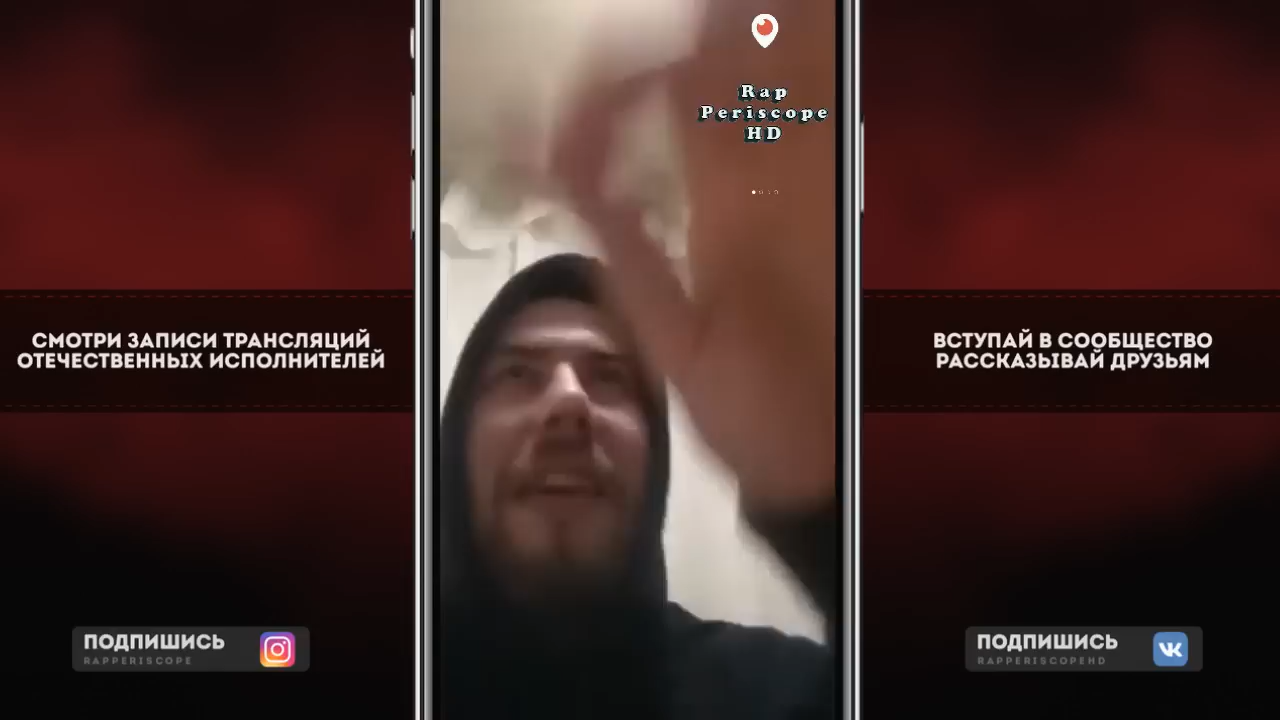 Rap
Periscope
HD
СМОТРИ ЗАПИСИ ТРАНСЛЯЦИЙ
ОТЕЧЕСТВЕННЫХ ИСПОЛНИТЕЛЕЙ
ВСТУПАЙ В СООБЩЕСТВО
РАССКАЗЫВАЙ ДРУЗЬЯМ
ПОДПИШИСЬ
RAPPERISCOPE
ПОДПИШИСЬ
RAPPERISCOPEHD